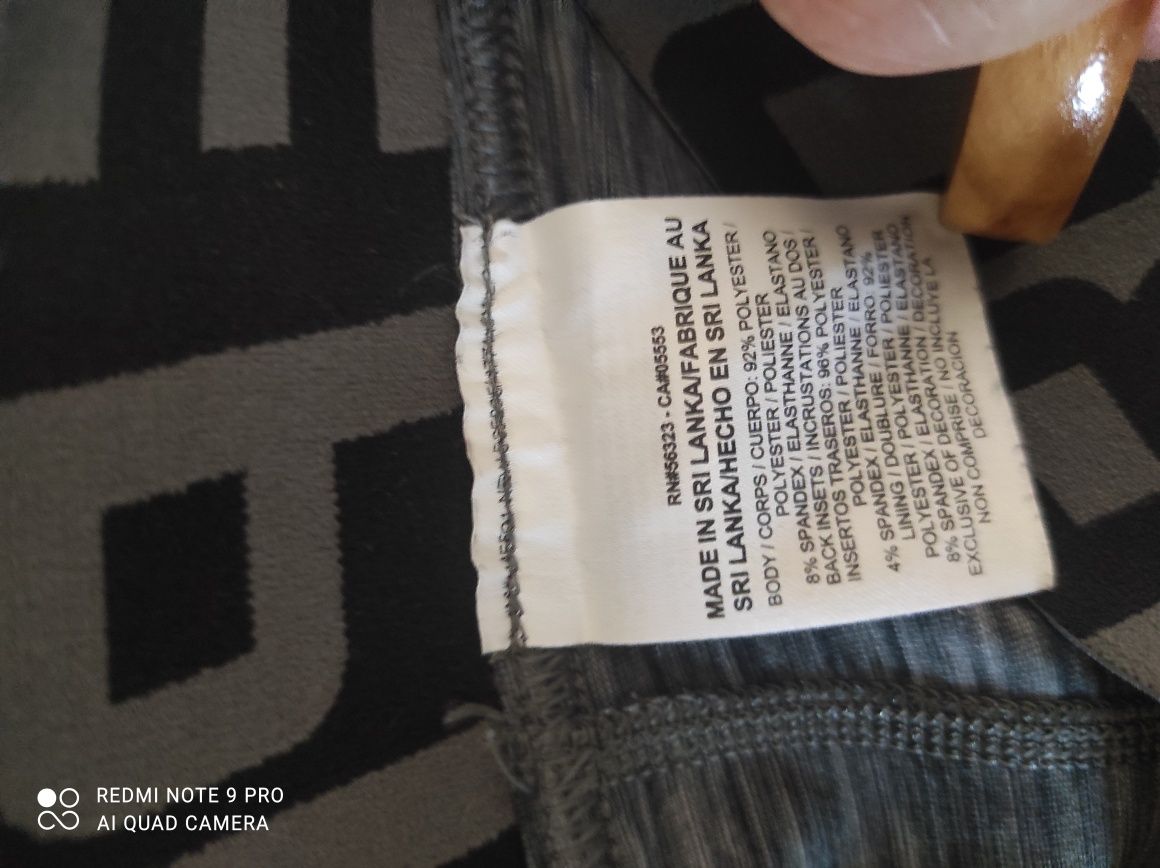 RN#56323 - CA#05553
MADE IN SRI LANKA/FABRIQUE AU
SRI LANKA/HECHO EN SRI LANKA
BODY / CORPS / CUERPO: 92% POLYESTER /
POLYESTER / POLIESTER
8% SPANDEX / ELASTHANNE / ELASTANO
BACK INSETS / INCRUSTATIONS AU DOS /
INSERTOS TRASEROS: 96% POLYESTER /
POLYESTER / POLIESTER
4% SPANDEX / ELASTHANNE / ELASTANO
LINING / DOUBLURE / FORRO: 92%
POLYESTER / POLYESTER / POLIESTER
8% SPANDEX / ELASTHANNE / ELASTANO
EXCLUSIVE OF DECORATION / DECORATION
NON COMPRISE / NO INCLUYE LA
DECORACION
REDMI NOTE 9 PRO
AI QUAD CAMERA